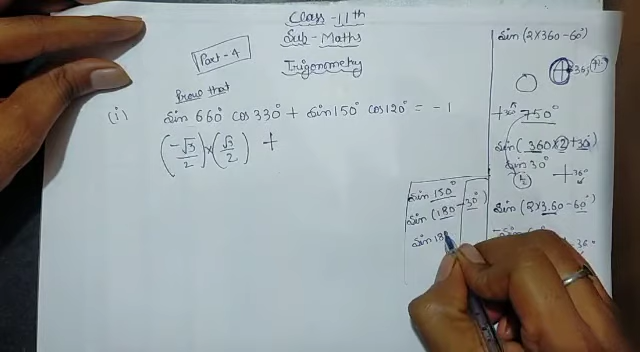 Class - 11th
Sub - Maths
Part - 4
Trigonometry
Prow that
(i) Sin 660° cos 330° + Sin 150° cos 120° = -1
(-√3/2) × (√3/2) +
Sin 150°
Sin (180 - 30°)
Sin 18
Sin (2×360 - 60°)
750°
Sin (360×2 + 30°)
Sin 30°
1/2
Sin (2×360 - 60°)